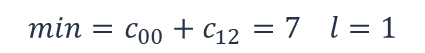 min = c₀₀ + c₁₂ = 7 l = 1